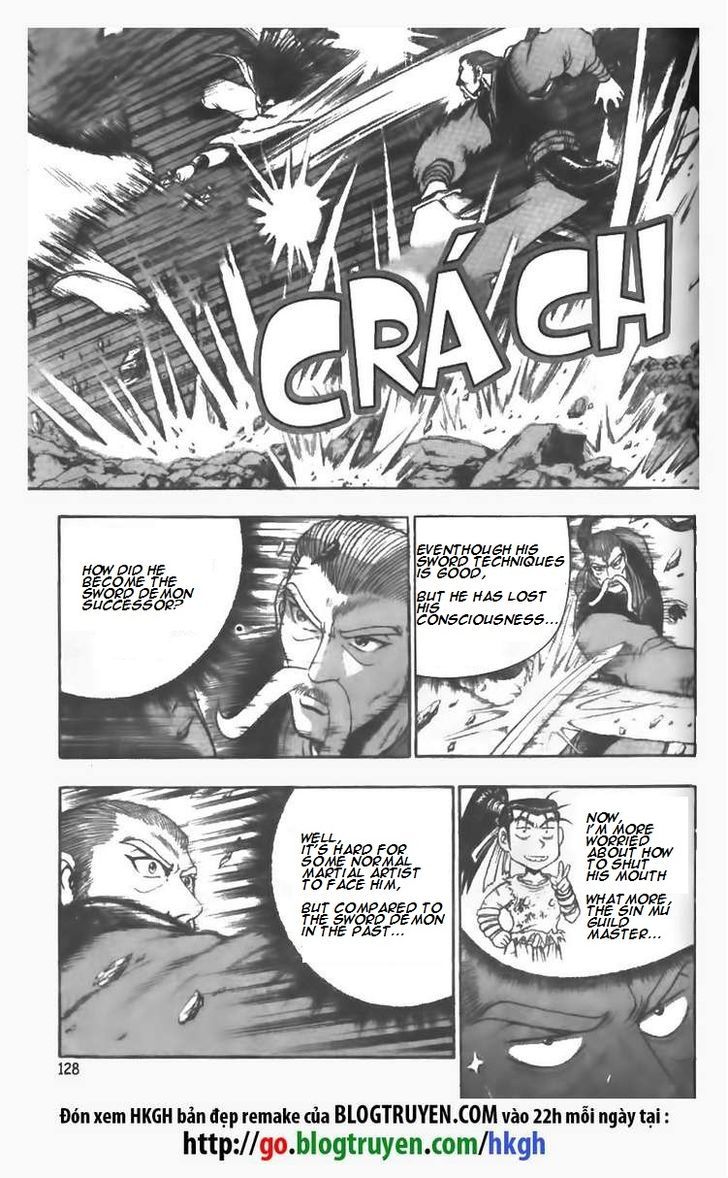 CRÁCH
EVENTHOUGH HIS
SWORD TECHNIQUES
IS GOOD,
BUT HE HAS LOST
HIS
CONSCIOUSNESS...
HOW DID HE
BECOME THE
SWORD DEMON
SUCCESSOR?
NOW,
I'M MORE
WORRIED
ABOUT HOW
TO SHUT
HIS MOUTH
WHAT MORE,
THE SIN MU
GUILD
MASTER...
WELL,
IT'S HARD FOR
SOME NORMAL
MARTIAL ARTIST
TO FACE HIM,
BUT COMPARED TO
THE SWORD DEMON
IN THE PAST...
128
Đón xem HKGH bản đẹp remake của BLOGTRUYEN.COM vào 22h mỗi ngày tại :
http://go.blogtruyen.com/hkgh